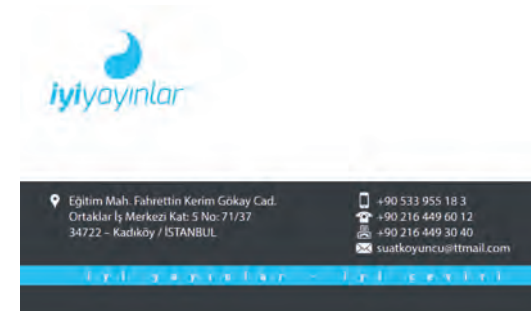 iyiyayınlar
Eğitim Mah. Fahrettin Kerim Gökay Cad.
Ortaklar İş Merkezi Kat: 5 No: 71/37
34722 – Kadıköy / İSTANBUL
+90 533 955 18 3
+90 216 449 60 12
+90 216 449 30 40
suatkoyuncu@ttmail.com
iyi yayınlar - iyi çeviri